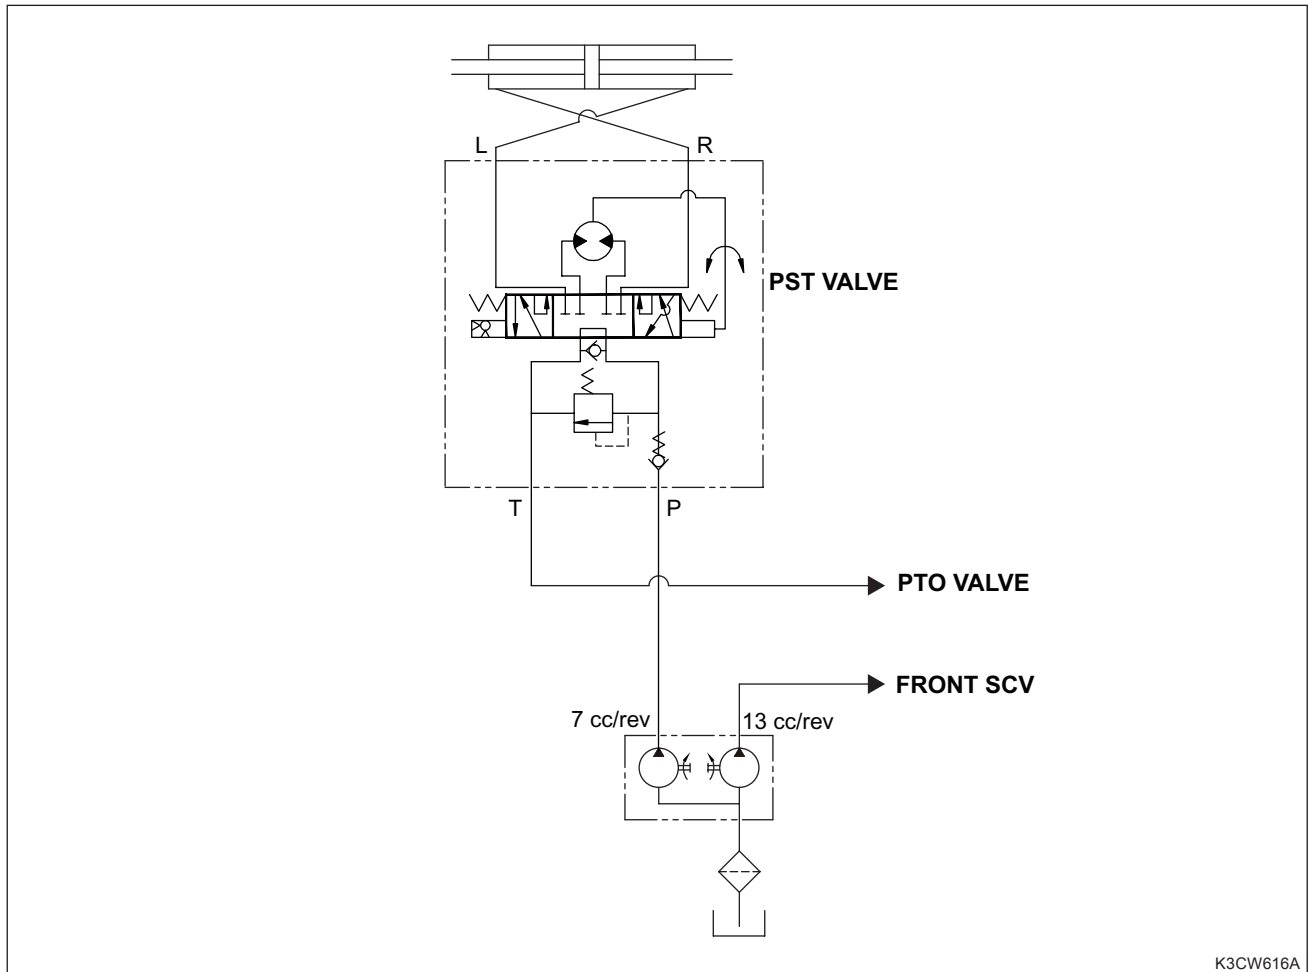 L
R
PST VALVE
T
P
PTO VALVE
FRONT SCV
7 cc/rev
13 cc/rev
K3CW616A